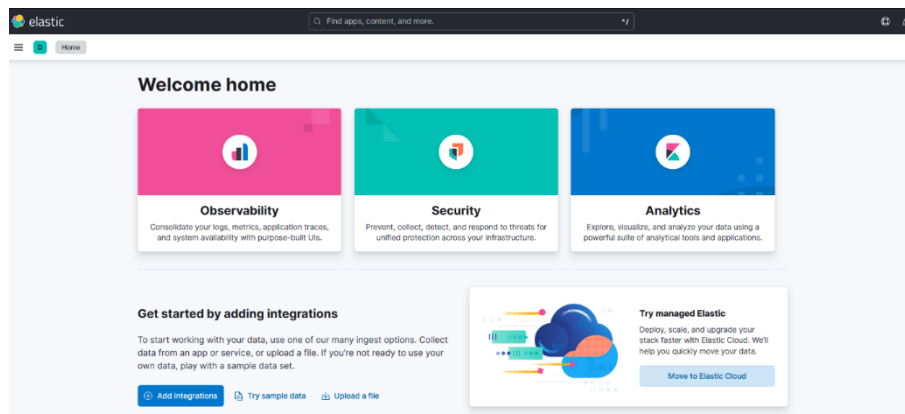 elastic
Find apps, content, and more.
^/
D
Home
Welcome home
Observability
Consolidate your logs, metrics, application traces,
and system availability with purpose-built UIs.
Security
Prevent, collect, detect, and respond to threats for
unified protection across your infrastructure.
Analytics
Explore, visualize, and analyze your data using a
powerful suite of analytical tools and applications.
Get started by adding integrations
To start working with your data, use one of our many ingest options. Collect
data from an app or service, or upload a file. If you're not ready to use your
own data, play with a sample data set.
Add integrations
Try sample data
Upload a file
Try managed Elastic
Deploy, scale, and upgrade your
stack faster with Elastic Cloud. We'll
help you quickly move your data.
Move to Elastic Cloud